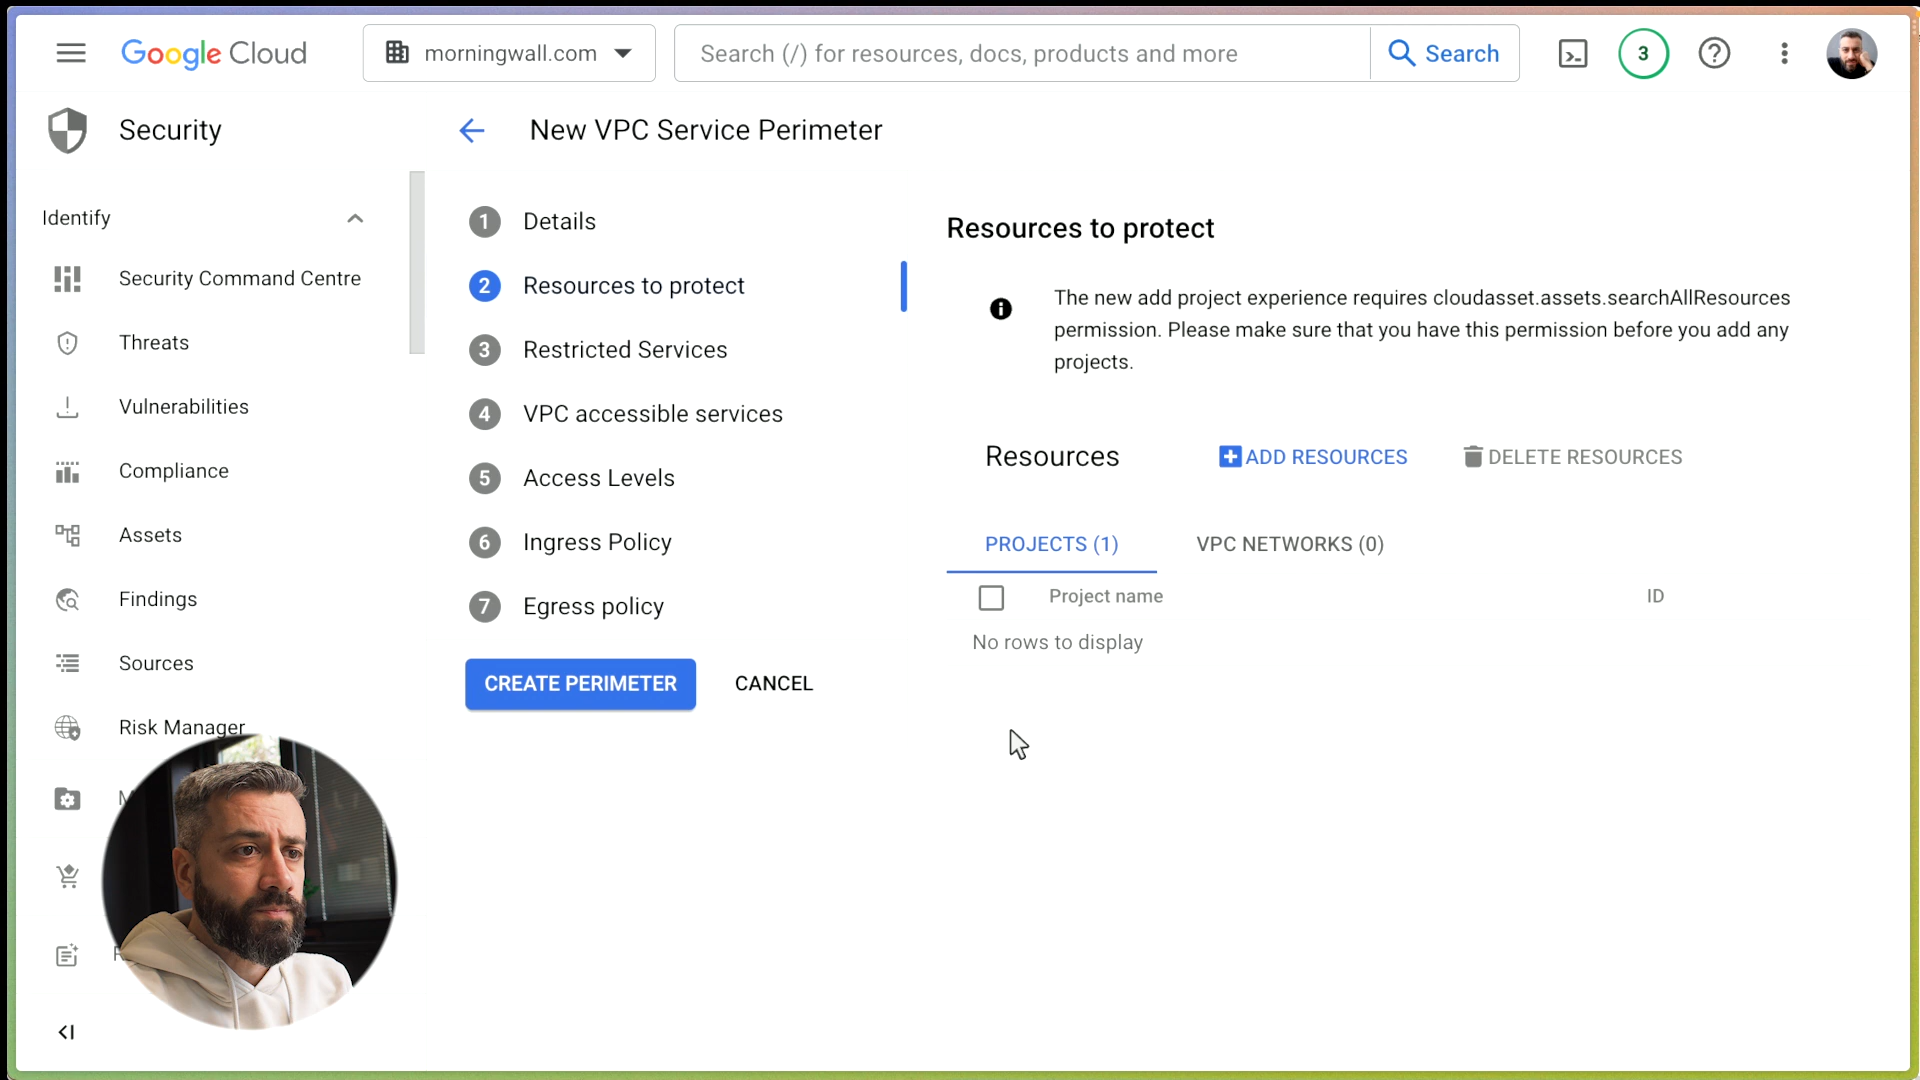 Google Cloud
morningwall.com
Search (/) for resources, docs, products and more
Search
3
Security
New VPC Service Perimeter
Identify
Security Command Centre
Threats
Vulnerabilities
Compliance
Assets
Findings
Sources
Risk Manager
1 Details
2 Resources to protect
3 Restricted Services
4 VPC accessible services
5 Access Levels
6 Ingress Policy
7 Egress policy
CREATE PERIMETER
CANCEL
Resources to protect
The new add project experience requires cloudasset.assets.searchAllResources
permission. Please make sure that you have this permission before you add any
projects.
Resources
ADD RESOURCES
DELETE RESOURCES
PROJECTS (1)
VPC NETWORKS (0)
Project name
ID
No rows to display